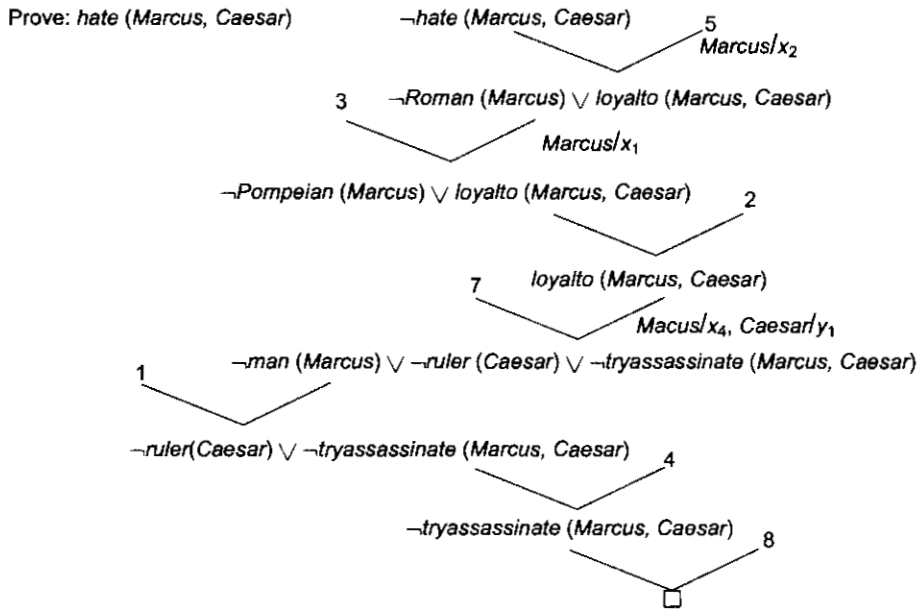 Prove: hate (Marcus, Caesar) ¬hate (Marcus, Caesar) 5
Marcus/x₂
3 ¬Roman (Marcus) ∨ loyalto (Marcus, Caesar)
Marcus/x₁
¬Pompeian (Marcus) ∨ loyalto (Marcus, Caesar) 2
7 loyalto (Marcus, Caesar)
Macus/x₄, Caesar/y₁
1 ¬man (Marcus) ∨ ¬ruler (Caesar) ∨ ¬tryassassinate (Marcus, Caesar)
¬ruler(Caesar) ∨ ¬tryassassinate (Marcus, Caesar) 4
¬tryassassinate (Marcus, Caesar) 8